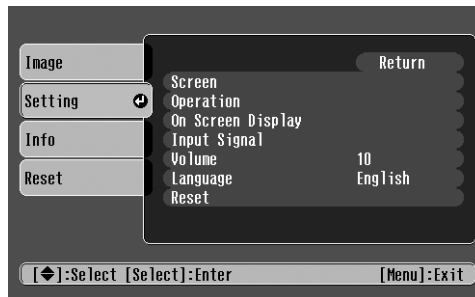 Image
Setting
Info
Reset
Return
Screen
Operation
On Screen Display
Input Signal
Volume 10
Language English
Reset
[◆]:Select [Select]:Enter [Menu]:Exit